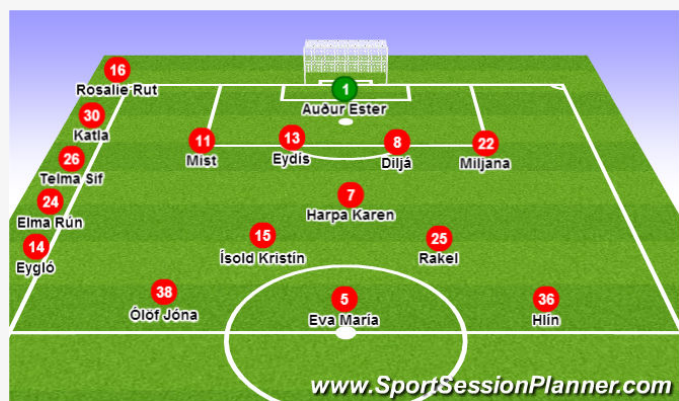 16
Rosalie Rut
1
Auður Ester
30
Katla
11
Mist
13
Eydís
8
Diljá
22
Miljana
26
Telma Sif
7
Harpa Karen
24
Elma Rún
14
Eygló
15
Ísold Kristín
25
Rakel
38
Ólöf Jóna
5
Eva María
36
Hlín
www.SportSessionPlanner.com